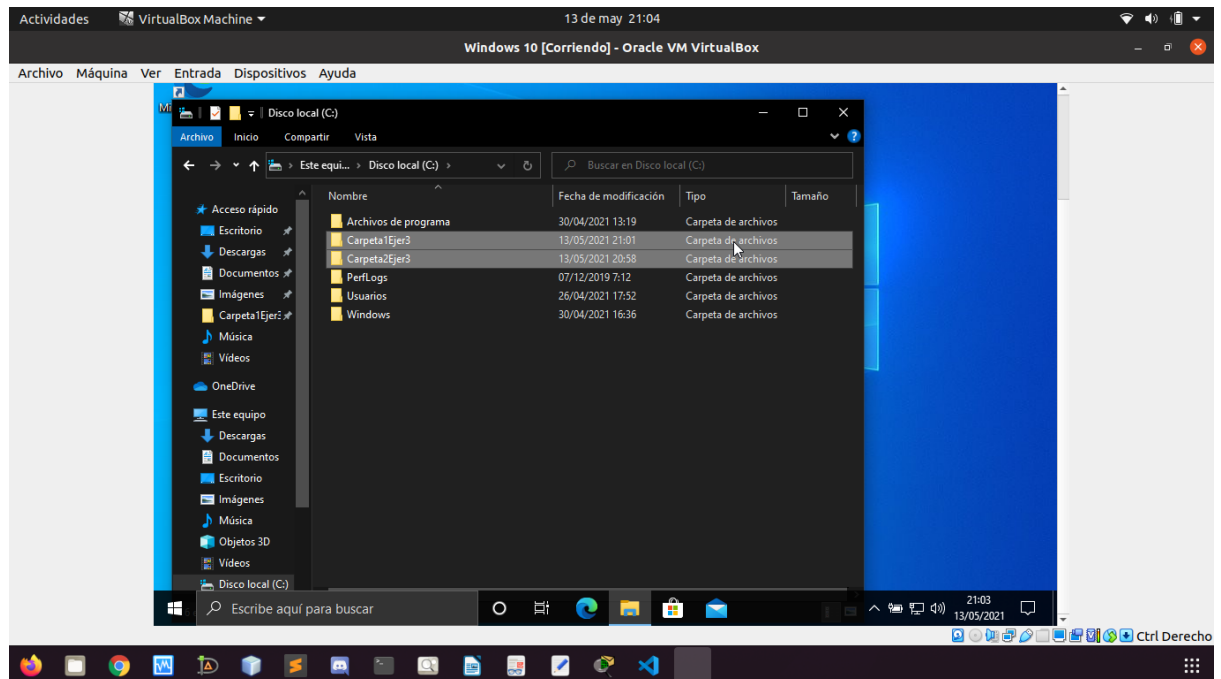 Actividades VirtualBox Machine 13 de may 21:04
Windows 10 [Corriendo] - Oracle VM VirtualBox
Archivo Máquina Ver Entrada Dispositivos Ayuda
Disco local (C:)
Archivo Inicio Compartir Vista
Este equi... > Disco local (C:) > Buscar en Disco local (C:)
Nombre Fecha de modificación Tipo Tamaño
Archivos de programa 30/04/2021 13:19 Carpeta de archivos
Carpeta1Ejer3 13/05/2021 21:01 Carpeta de archivos
Carpeta2Ejer3 13/05/2021 20:58 Carpeta de archivos
PerfLogs 07/12/2019 7:12 Carpeta de archivos
Usuarios 26/04/2021 17:52 Carpeta de archivos
Windows 30/04/2021 16:36 Carpeta de archivos
Acceso rápido
Escritorio
Descargas
Documentos
Imágenes
Carpeta1Ejer3
Música
Vídeos
OneDrive
Este equipo
Descargas
Documentos
Escritorio
Imágenes
Música
Objetos 3D
Vídeos
Disco local (C:)
Escribe aquí para buscar
21:03
13/05/2021
Ctrl Derecho